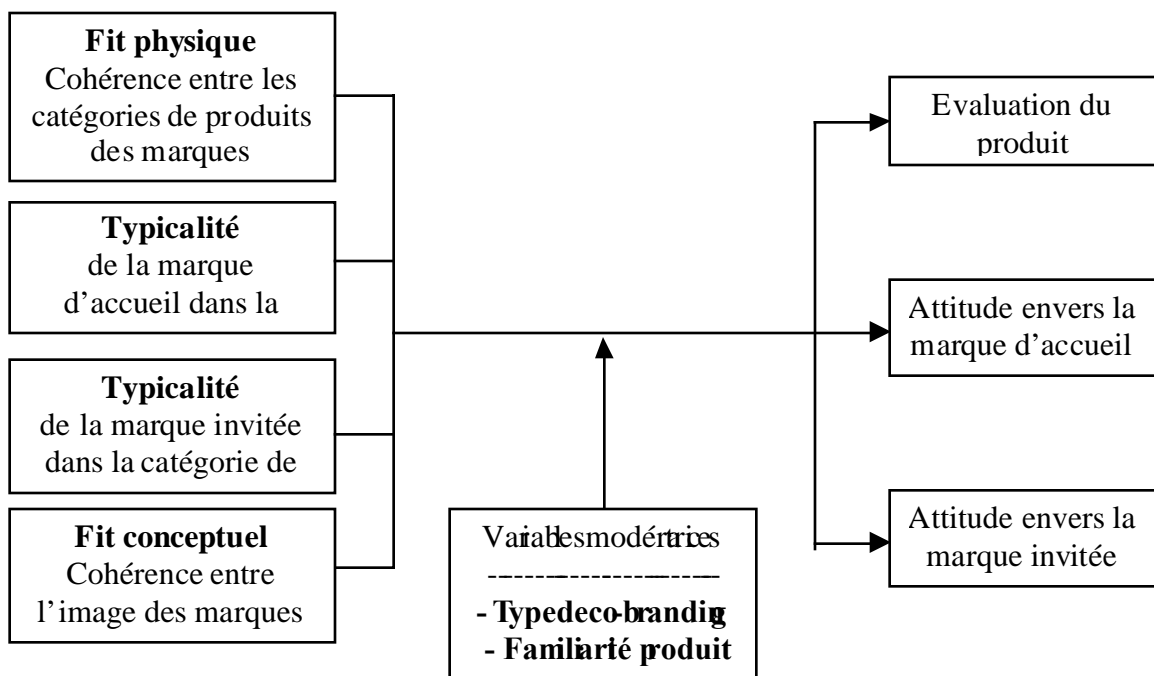 Fit physique
Cohérence entre les
catégories de produits
des marques
Typicalité
de la marque
d'accueil dans la
Typicalité
de la marque invitée
dans la catégorie de
Fit conceptuel
Cohérence entre
l'image des marques
Variables modératrices
- Type de co-branding
- Familiarité produit
Evaluation du
produit
Attitude envers la
marque d'accueil
Attitude envers la
marque invitée